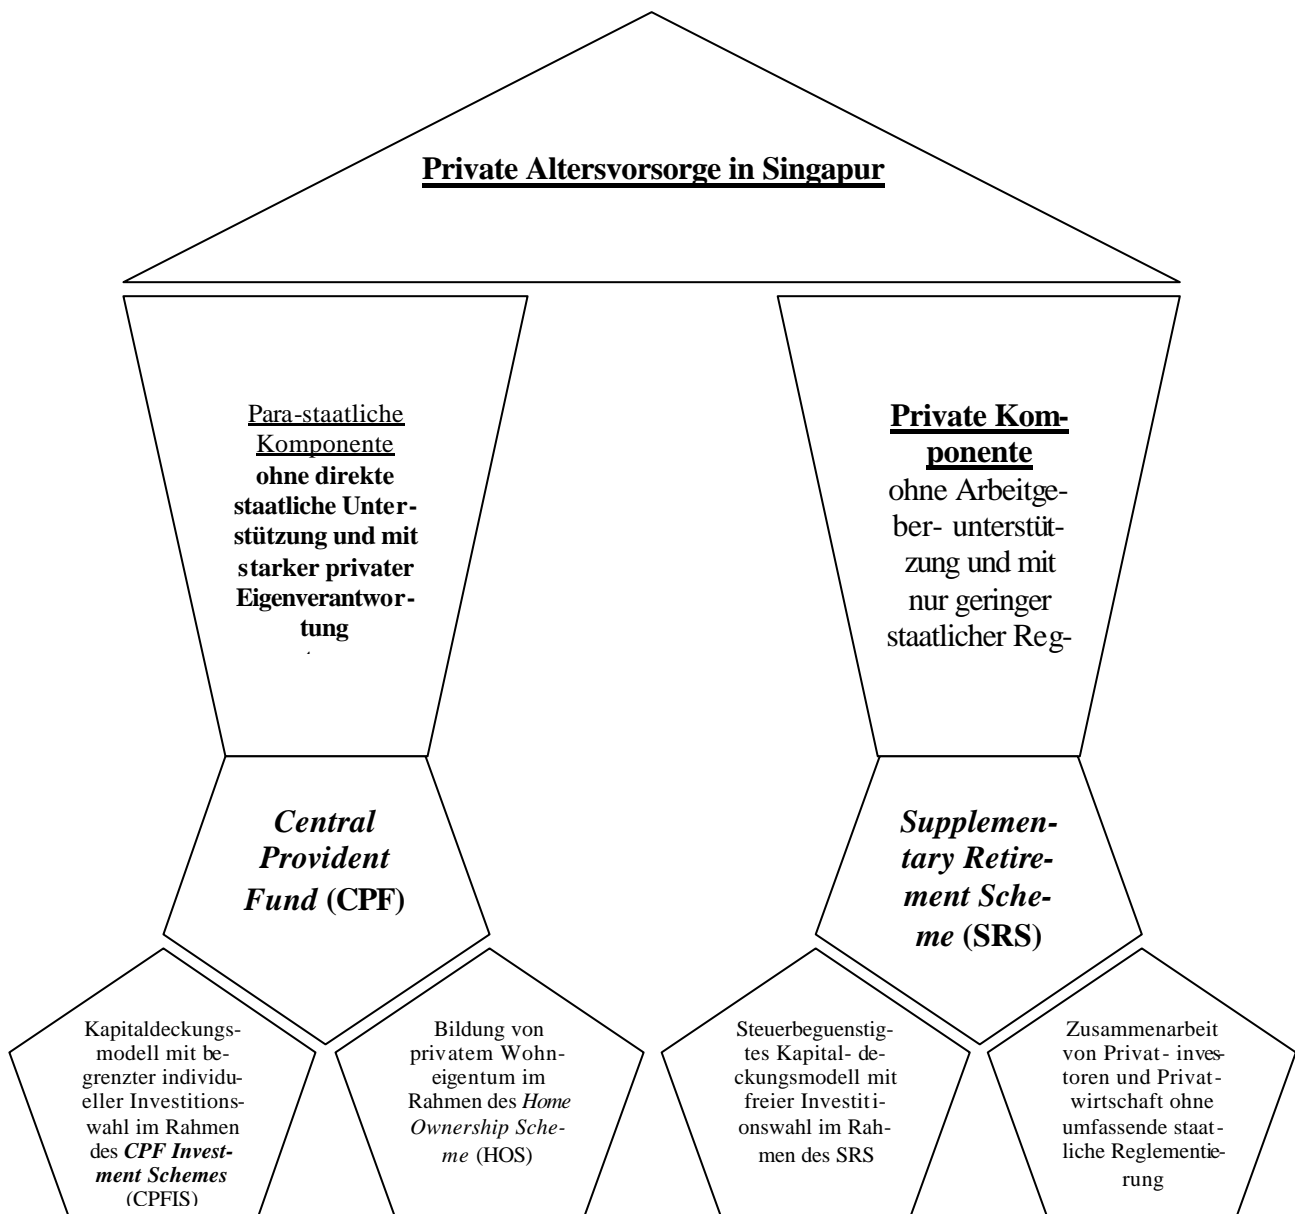 Private Altersvorsorge in Singapur
Para-staatliche
Komponente
ohne direkte
staatliche Unter-
stützung und mit
starker privater
Eigenverantwor-
tung
Private Kom-
ponente
ohne Arbeitge-
ber- unterstüt-
zung und mit
nur geringer
staatlicher Reg-
Central
Provident
Fund (CPF)
Supplemen-
tary Retire-
ment Sche-
me (SRS)
Kapitaldeckungs-
modell mit be-
grenzter individu-
eller Investitions-
wahl im Rahmen
des CPF Invest-
ment Schemes
(CPFIS)
Bildung von
privatem Wohn-
eigentum im
Rahmen des Home
Ownership Sche-
me (HOS)
Steuerbeguenstig-
tes Kapital- de-
ckungsmodell mit
freier Investiti-
onswahl im Rah-
men des SRS
Zusammenarbeit
von Privat- inves-
toren und Privat-
wirtschaft ohne
umfassende staat-
liche Reglementie-
rung